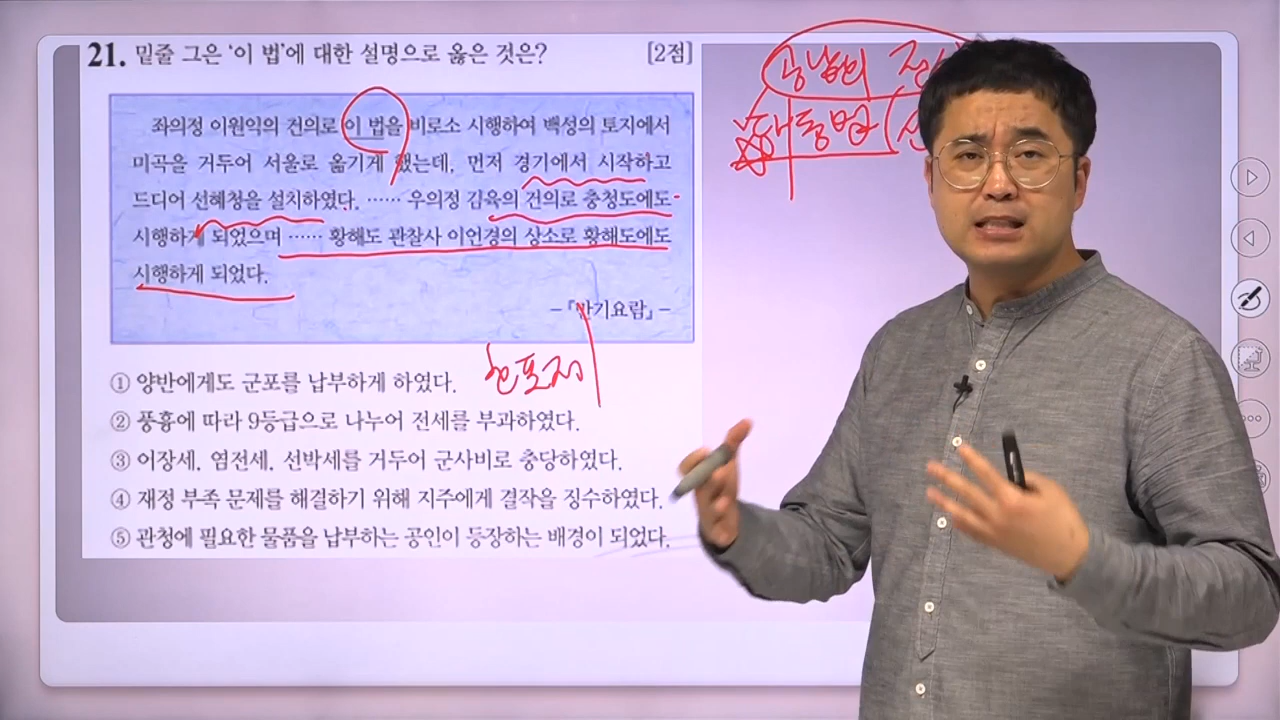 21. 밑줄 그은 '이 법'에 대한 설명으로 옳은 것은? [2점]
좌의정 이원익의 건의로 이 법을 비로소 시행하여 백성의 토지에서
미곡을 거두어 서울로 옮기게 했는데, 먼저 경기에서 시작하고
드디어 선혜청을 설치하였다. …… 우의정 김육의 건의로 충청도에도
시행하게 되었으며 …… 황해도 관찰사 이언경의 상소로 황해도에도
시행하게 되었다.
-『만기요람』-
① 양반에게도 군포를 납부하게 하였다.
② 풍흉에 따라 9등급으로 나누어 전세를 부과하였다.
③ 어장세, 염전세, 선박세를 거두어 군사비로 충당하였다.
④ 재정 부족 문제를 해결하기 위해 지주에게 결작을 징수하였다.
⑤ 관청에 필요한 물품을 납부하는 공인이 등장하는 배경이 되었다.
호포제
공납의
대동법